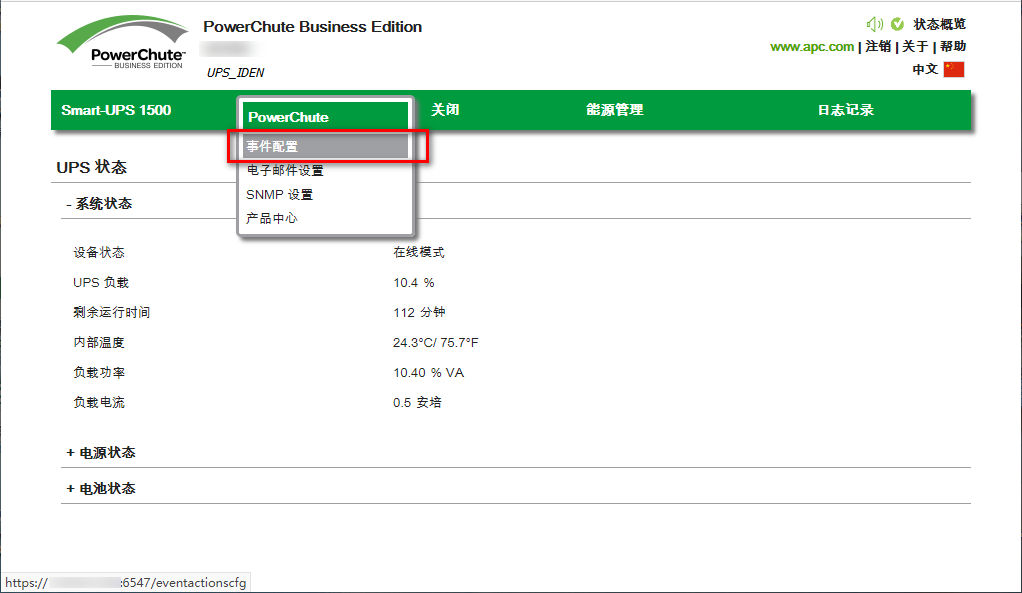 PowerChute Business Edition
状态概览
www.apc.com | 注销 | 关于 | 帮助
PowerChute™
BUSINESS EDITION
UPS_IDEN
中文
Smart-UPS 1500 PowerChute 关闭 能源管理 日志记录
事件配置
电子邮件设置
SNMP 设置
产品中心
UPS 状态
- 系统状态
设备状态 在线模式
UPS 负载 10.4 %
剩余运行时间 112 分钟
内部温度 24.3°C/ 75.7°F
负载功率 10.40 % VA
负载电流 0.5 安培
+ 电源状态
+ 电池状态
https:// :6547/eventactionscfg